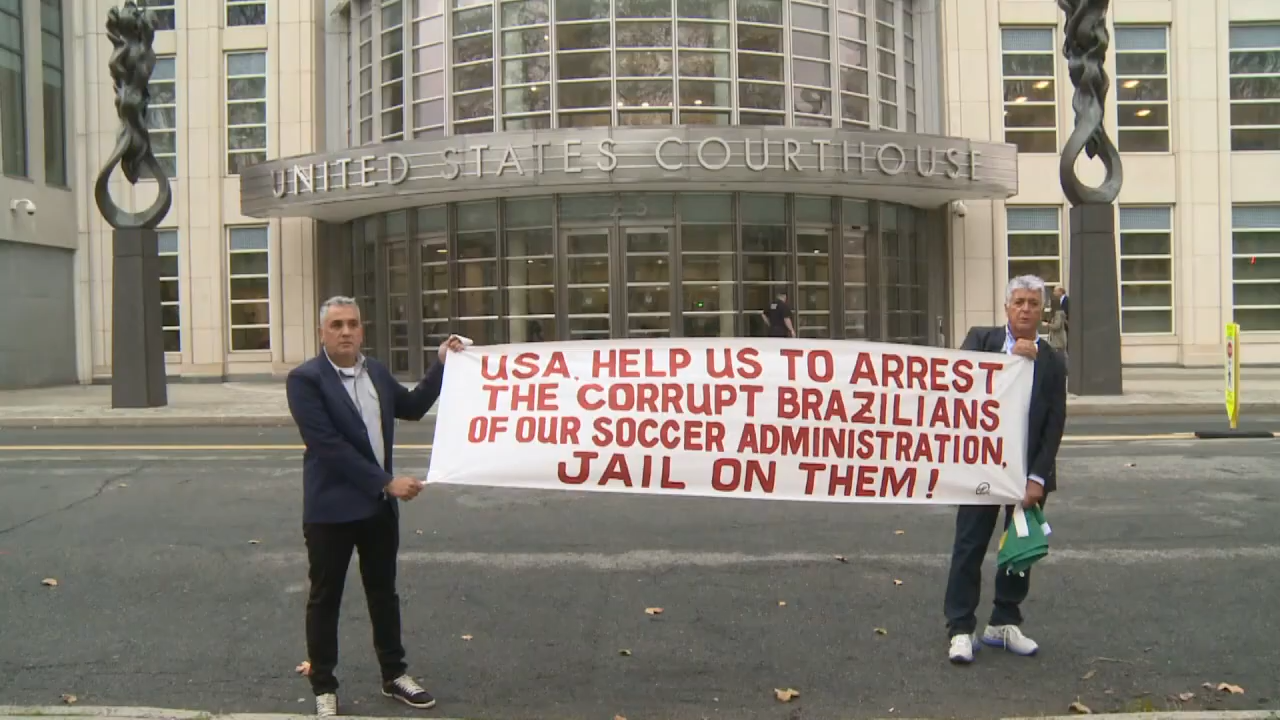 UNITED STATES COURTHOUSE
USA, HELP US TO ARREST
THE CORRUPT BRAZILIANS
OF OUR SOCCER ADMINISTRATION,
JAIL ON THEM!